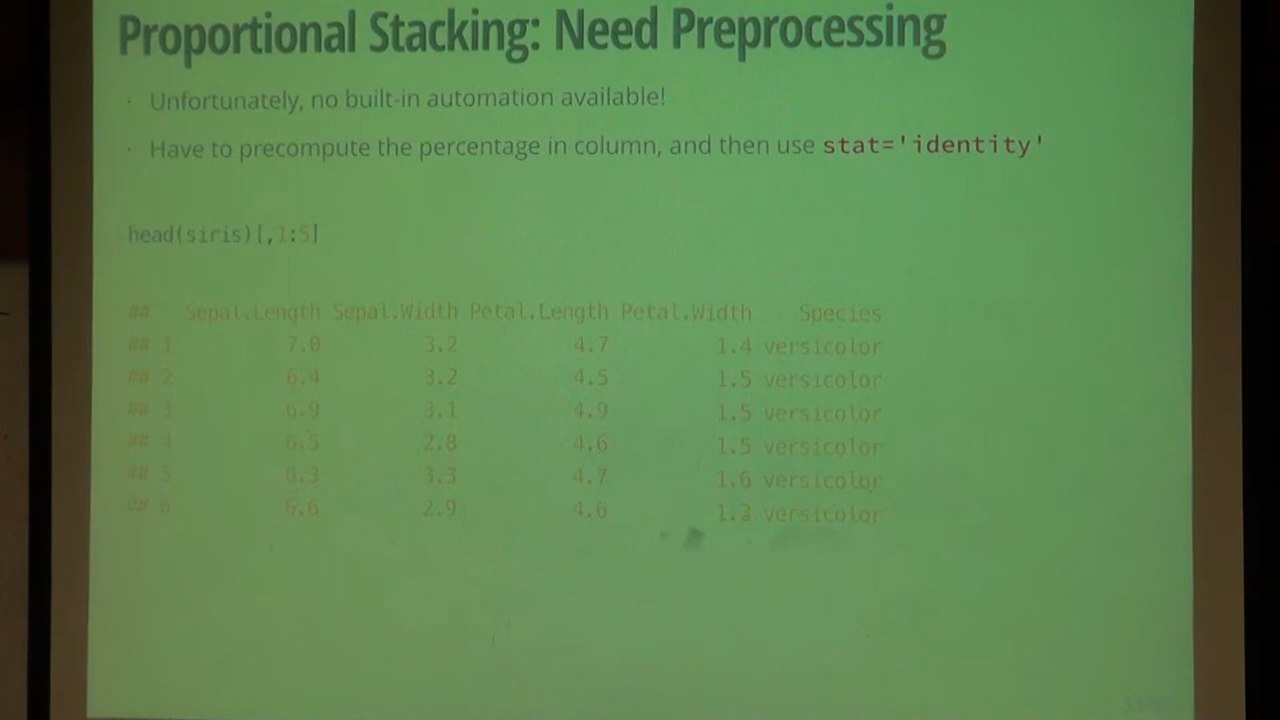 Proportional Stacking: Need Preprocessing
· Unfortunately, no built-in automation available!
· Have to precompute the percentage in column, and then use stat='identity'
head(siris)[,1:5]
## Sepal.Length Sepal.Width Petal.Length Petal.Width Species
## 1 7.0 3.2 4.7 1.4 versicolor
## 2 6.4 3.2 4.5 1.5 versicolor
## 3 6.9 3.1 4.9 1.5 versicolor
## 4 6.5 2.8 4.6 1.5 versicolor
## 5 6.3 3.3 4.7 1.6 versicolor
## 6 6.6 2.9 4.6 1.3 versicolor